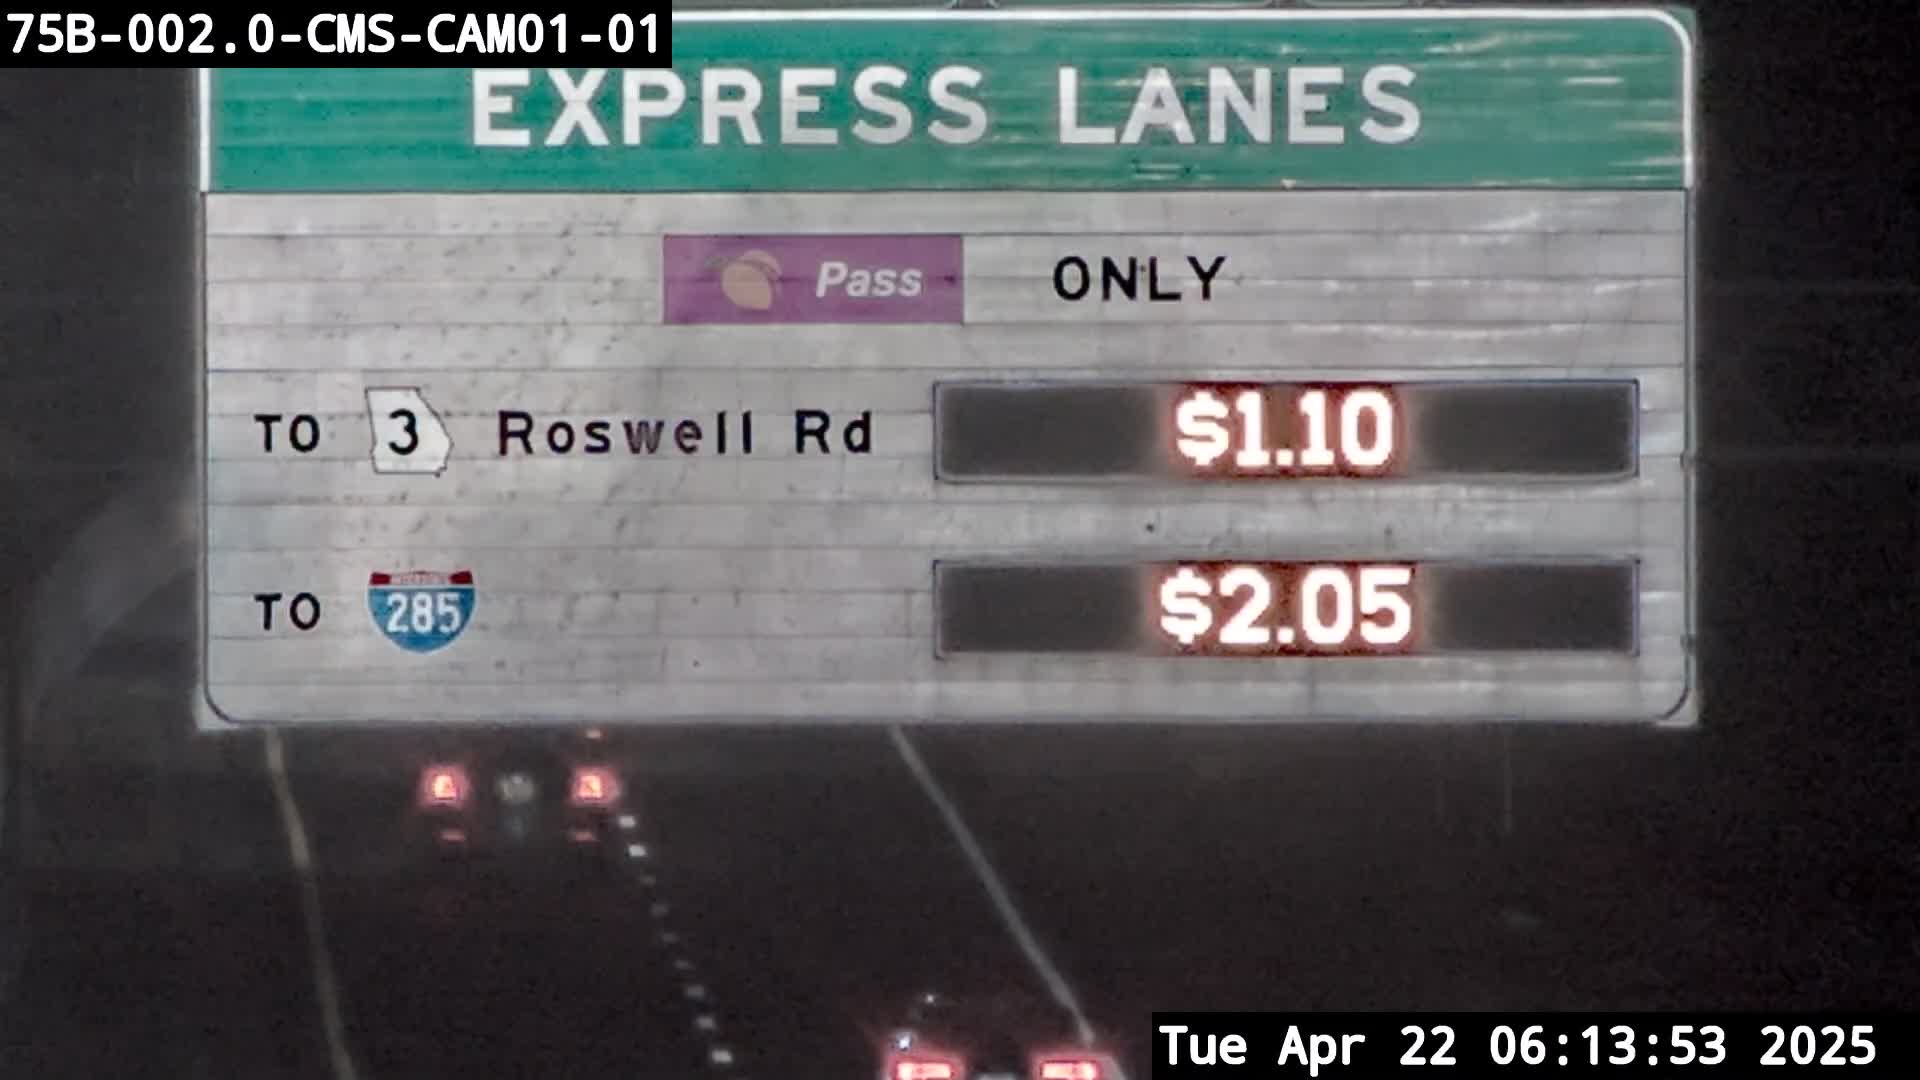 75B-002.0-CMS-CAM01-01
EXPRESS LANES
Pass ONLY
TO 3 Roswell Rd $1.10
TO 285 $2.05
Tue Apr 22 06:13:53 2025